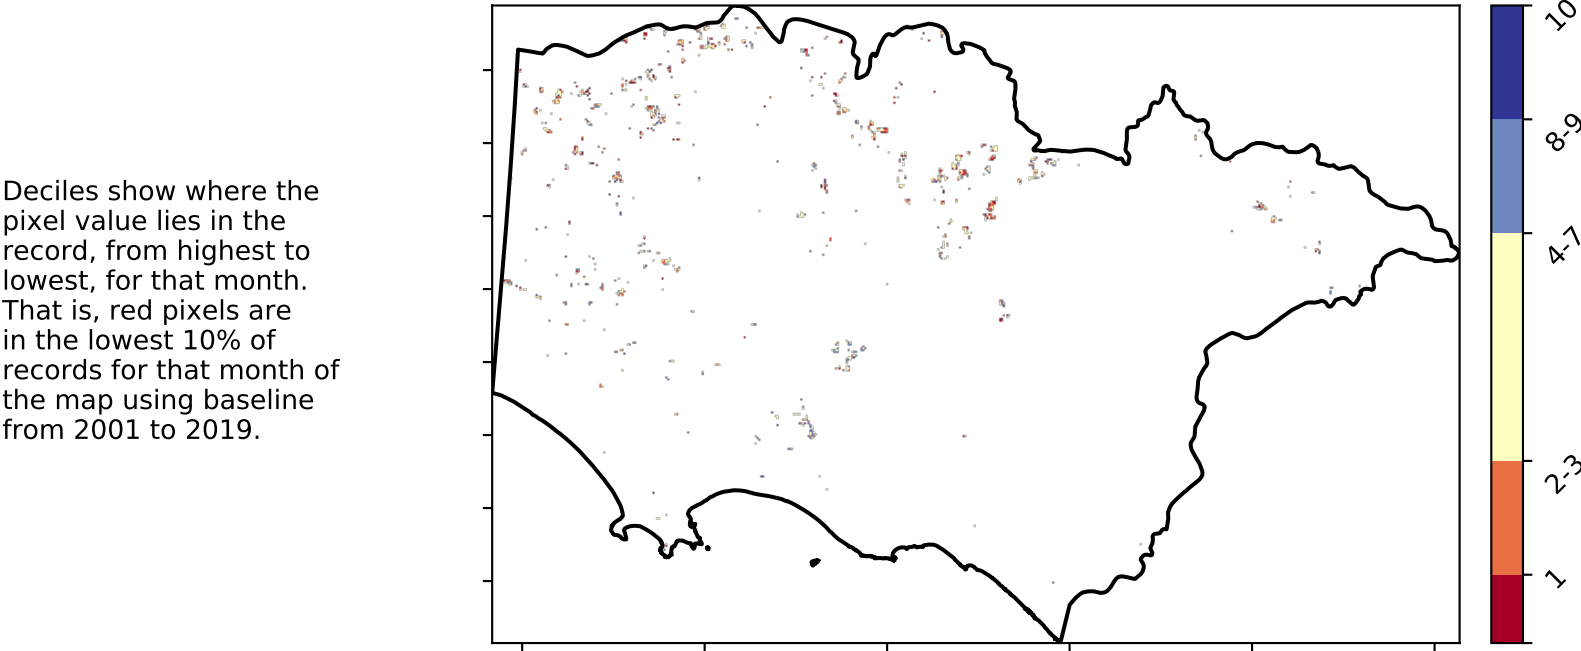 Deciles show where the
pixel value lies in the
record, from highest to
lowest, for that month.
That is, red pixels are
in the lowest 10% of
records for that month of
the map using baseline
from 2001 to 2019.
10
8-9
4-7
2-3
1